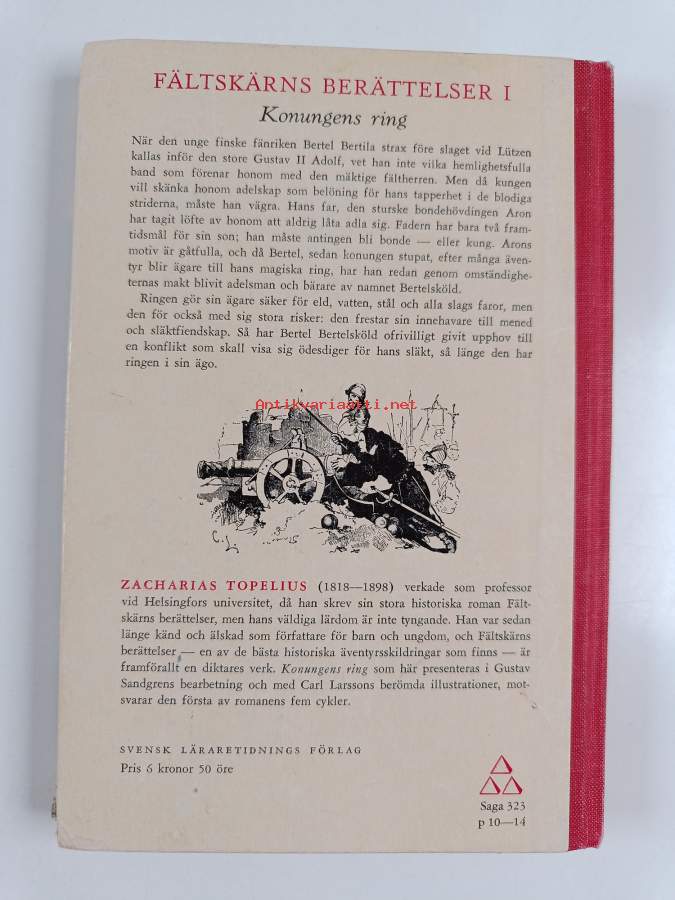 FÄLTSKÄRNS BERÄTTELSER I
Konungens ring
När den unge finske fänriken Bertel Bertila strax före slaget vid Lützen
kallas inför den store Gustav II Adolf, vet han inte vilka hemlighetsfulla
band som förenar honom med den mäktige fältherren. Men då kungen
vill skänka honom adelskap som belöning för hans tapperhet i de blodiga
striderna, måste han vägra. Hans far, den sturske bondehövdingen Aron
har tagit löfte av honom att aldrig låta adla sig. Fadern har bara två fram-
tidsmål för sin son; han måste antingen bli bonde — eller kung. Arons
motiv är gåtfulla, och då Bertel, sedan konungen stupat, efter många även-
tyr blir ägare till hans magiska ring, har han redan genom omständighe-
ternas makt blivit adelsman och bärare av namnet Bertelsköld.
Ringen gör sin ägare säker för eld, vatten, stål och alla slags faror, men
den för också med sig stora risker: den frestar sin innehavare till mened
och släktfiendskap. Så har Bertel Bertelsköld ofrivilligt givit upphov till
en konflikt som skall visa sig ödesdiger för hans släkt, så länge den har
ringen i sin ägo.
Antikvariaatti.net
C. L.
ZACHARIAS TOPELIUS (1818—1898) verkade som professor
vid Helsingfors universitet, då han skrev sin stora historiska roman Fält-
skärns berättelser, men hans väldiga lärdom är inte tyngande. Han var sedan
länge känd och älskad som författare för barn och ungdom, och Fältskärns
berättelser — en av de bästa historiska äventyrsskildringar som finns — är
framförallt en diktares verk. Konungens ring som här presenteras i Gustav
Sandgrens bearbetning och med Carl Larssons berömda illustrationer, mot-
svarar den första av romanens fem cykler.
SVENSK LÄRARETIDNINGS FÖRLAG
Pris 6 kronor 50 öre
Saga 323
p 10—14